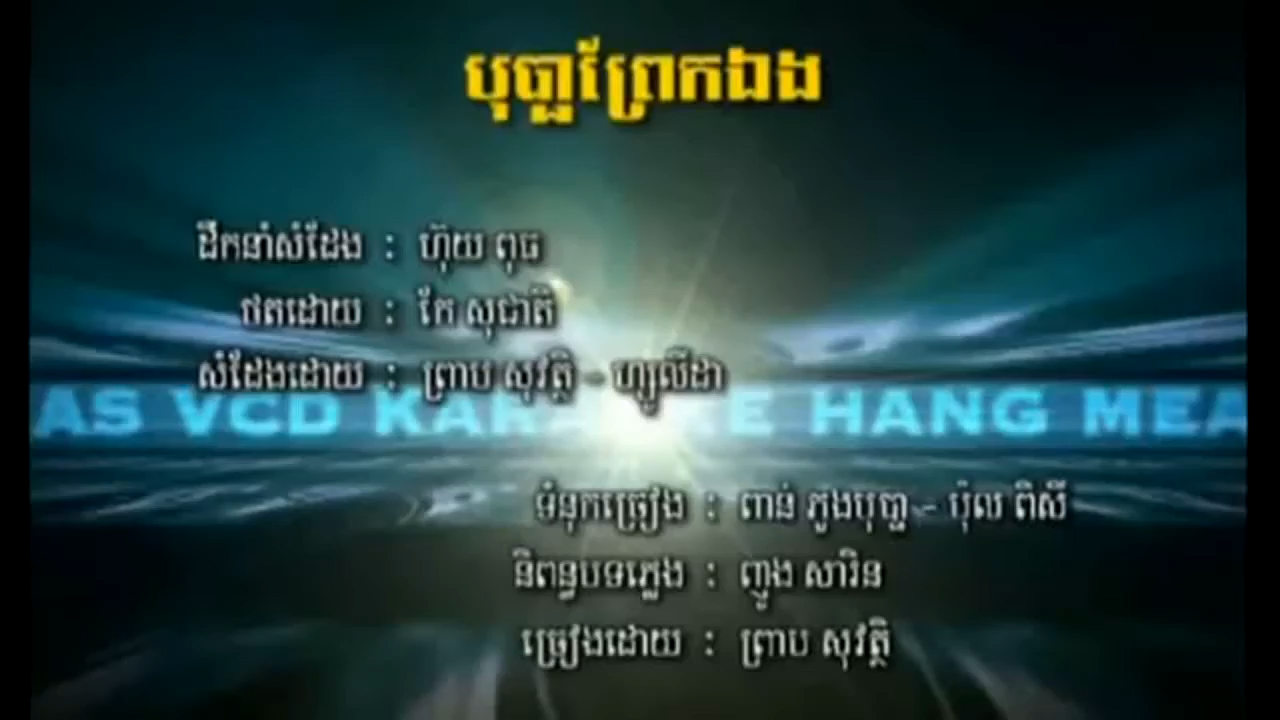 បុប្ផាព្រែកឯង
ដឹកនាំសំដែង : ហ៊ុយ ពុធ
ថតដោយ : កែ សុជាតិ
សំដែងដោយ : ព្រាប សុវត្ថិ - ហ្សូលីដា
AS VCD KARAOKE HANG MEA
ទំនុកច្រៀង : ពាន់ ភួងបុប្ផា - ប៉ុល ពិសី
និពន្ធបទភ្លេង : ញ៉ូង សារិន
ច្រៀងដោយ : ព្រាប សុវត្ថិ